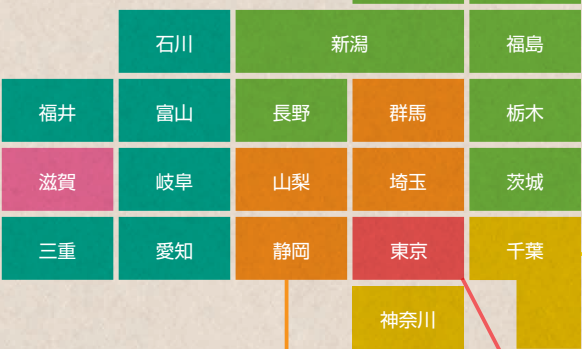 石川 新潟 福島
福井 富山 長野 群馬 栃木
滋賀 岐阜 山梨 埼玉 茨城
三重 愛知 静岡 東京 千葉
神奈川